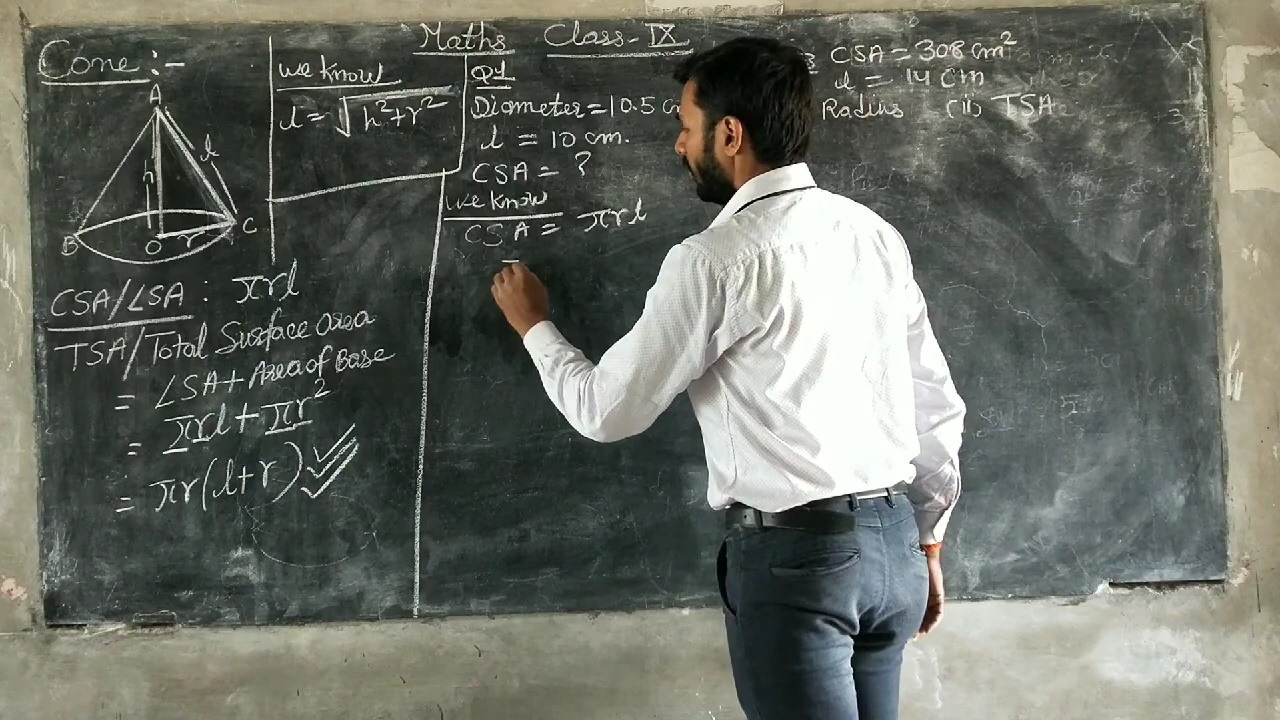 Maths Class-IX
Cone :-
A
h
l
B
O
r
C
we know
l = √h²+r²
CSA/LSA : πrl
TSA/Total Surface area
= LSA + Area of Base
= πrl + πr²
= πr(l+r)
Q1
Diameter = 10.5
l = 10 cm.
CSA = ?
we know
CSA = πrl
CSA = 308 cm²
l = 14 cm
Radius (ii) TSA